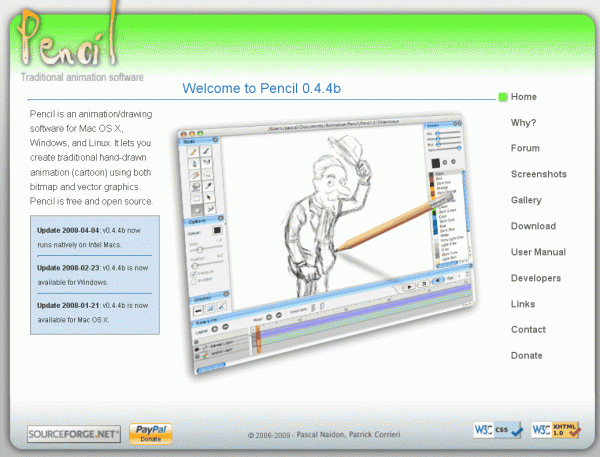 Pencil
Traditional animation software
Welcome to Pencil 0.4.4b
Pencil is an animation/drawing
software for Mac OS X,
Windows, and Linux. It lets you
create traditional hand-drawn
animation (cartoon) using both
bitmap and vector graphics.
Pencil is free and open source.
Update 2008-04-04: v0.4.4b now
runs natively on Intel Macs.
Update 2008-02-23: v0.4.4b is now
available for Windows.
Update 2008-01-21: v0.4.4b is now
available for Mac OS X.
Tools
Options
Display
Time Line
Home
Why?
Forum
Screenshots
Gallery
Download
User Manual
Developers
Links
Contact
Donate
SOURCEFORGE.NET®
PayPal
Donate
© 2006-2009 - Pascal Naidon, Patrick Corrieri
W3C CSS
W3C XHTML
1.0